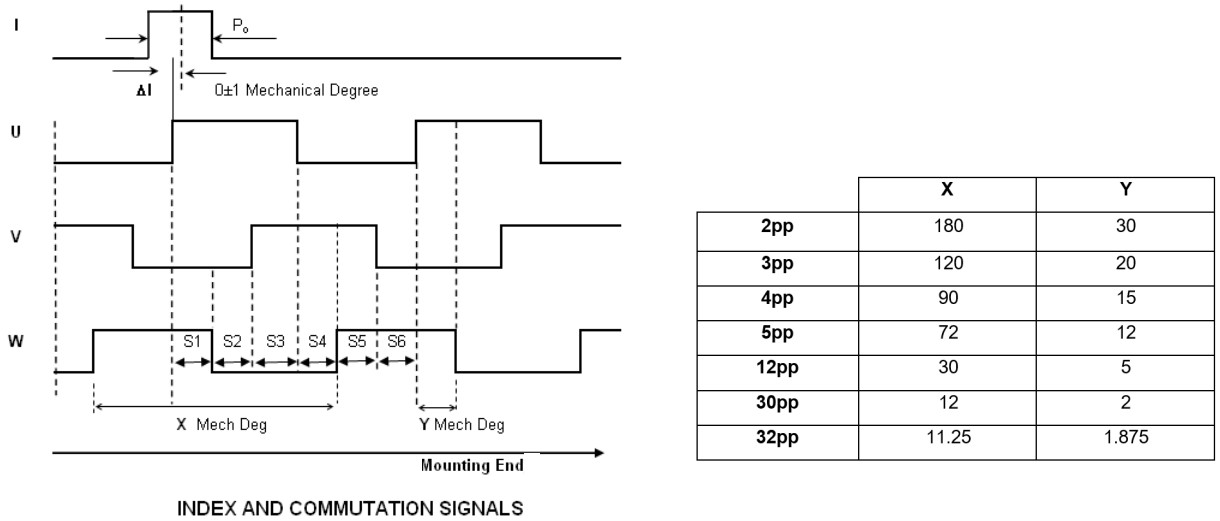 I
Pₒ
ΔI
0±1 Mechanical Degree
U
V
W
S1 S2 S3 S4 S5 S6
X Mech Deg
Y Mech Deg
Mounting End
INDEX AND COMMUTATION SIGNALS
X Y
2pp 180 30
3pp 120 20
4pp 90 15
5pp 72 12
12pp 30 5
30pp 12 2
32pp 11.25 1.875